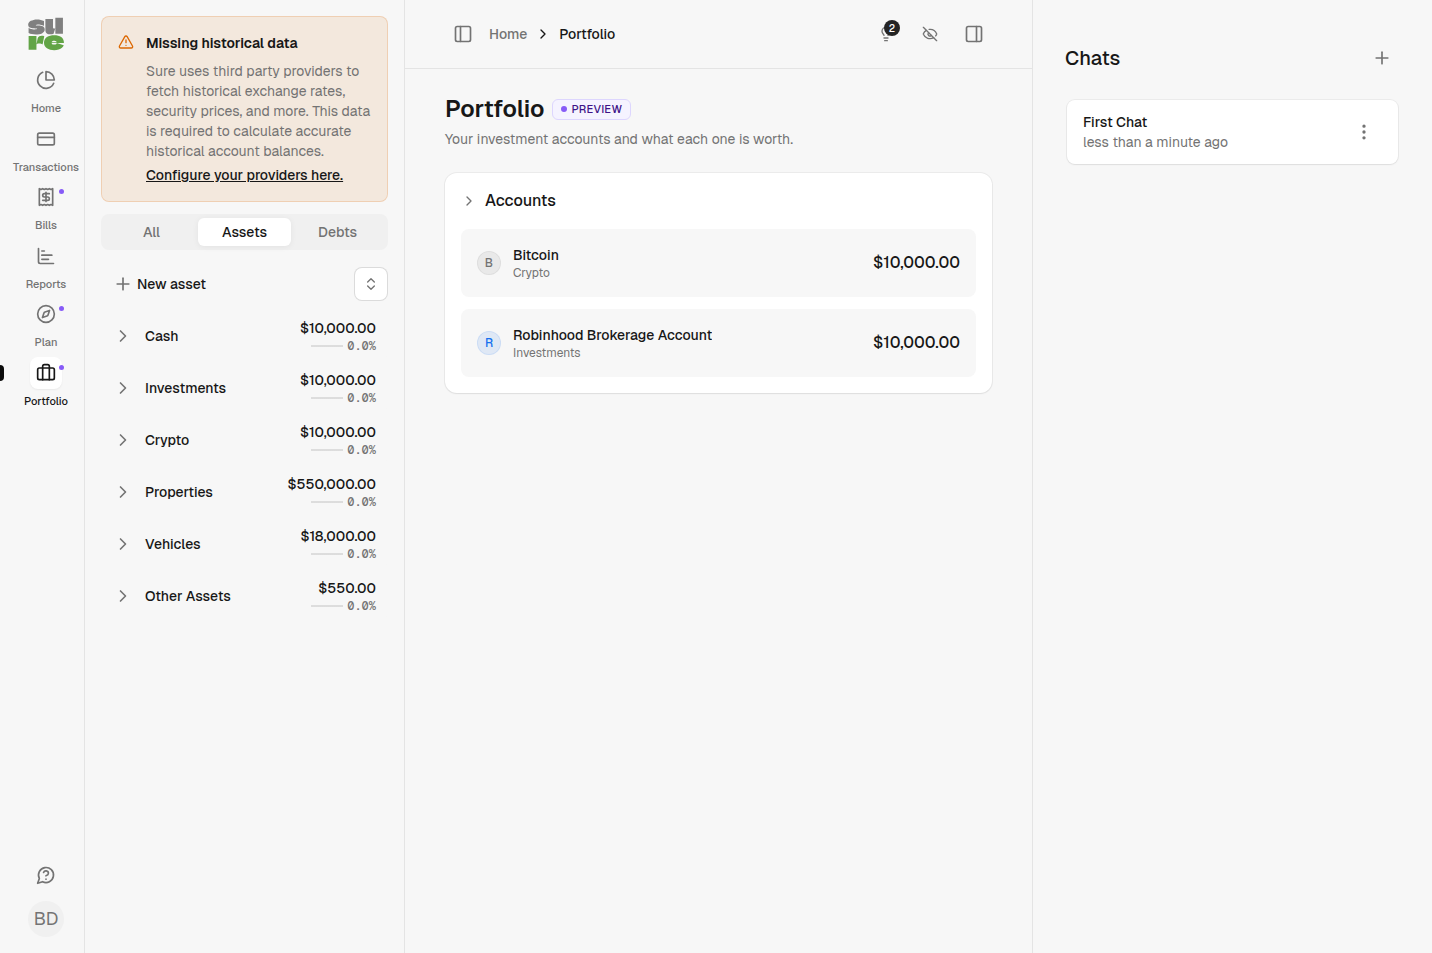 sure
Home
Transactions
Bills
Reports
Plan
Portfolio
BD
Missing historical data
Sure uses third party providers to
fetch historical exchange rates,
security prices, and more. This data
is required to calculate accurate
historical account balances.
Configure your providers here.
All
Assets
Debts
New asset
Cash
$10,000.00
0.0%
Investments
$10,000.00
0.0%
Crypto
$10,000.00
0.0%
Properties
$550,000.00
0.0%
Vehicles
$18,000.00
0.0%
Other Assets
$550.00
0.0%
Home > Portfolio
2
Portfolio
PREVIEW
Your investment accounts and what each one is worth.
Accounts
B
Bitcoin
Crypto
$10,000.00
R
Robinhood Brokerage Account
Investments
$10,000.00
Chats
First Chat
less than a minute ago